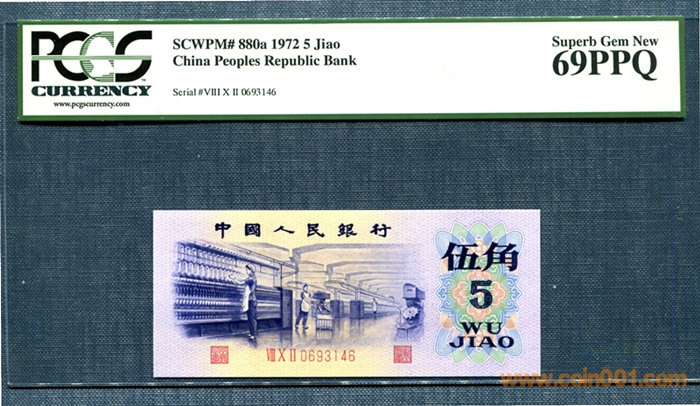 PCGS
CURRENCY
www.pcgscurrency.com
SCWPM# 880a 1972 5 Jiao
China Peoples Republic Bank
Serial #VIII X II 0693146
Superb Gem New
69PPQ
中國人民銀行
伍角
5
WU
JIAO
VIII X II 0693146
www.coin001.com